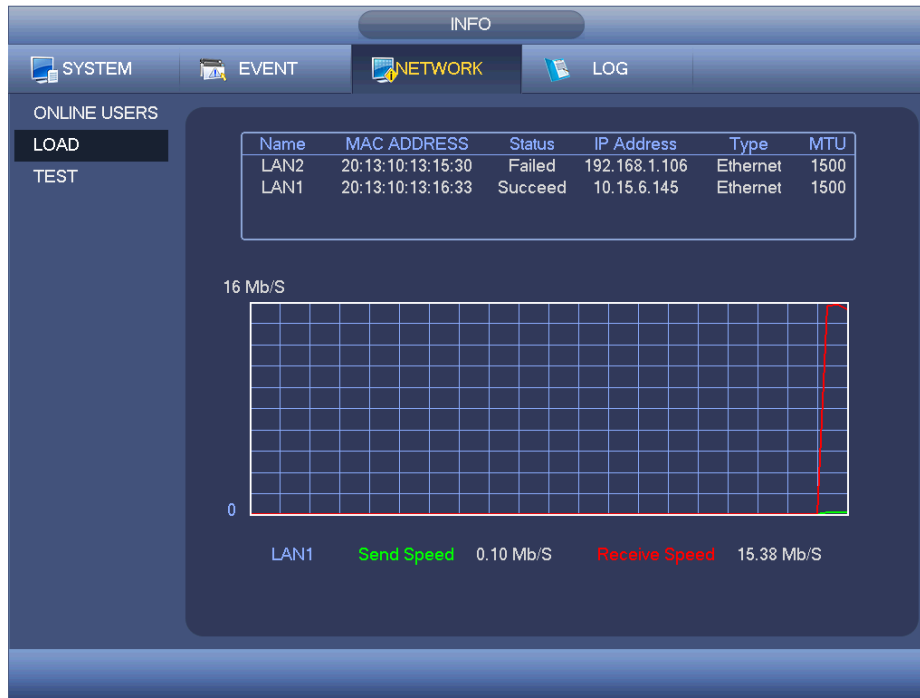 INFO
SYSTEM EVENT NETWORK LOG
ONLINE USERS
LOAD
TEST
Name MAC ADDRESS Status IP Address Type MTU
LAN2 20:13:10:13:15:30 Failed 192.168.1.106 Ethernet 1500
LAN1 20:13:10:13:16:33 Succeed 10.15.6.145 Ethernet 1500
16 Mb/S
0
LAN1 Send Speed 0.10 Mb/S Receive Speed 15.38 Mb/S